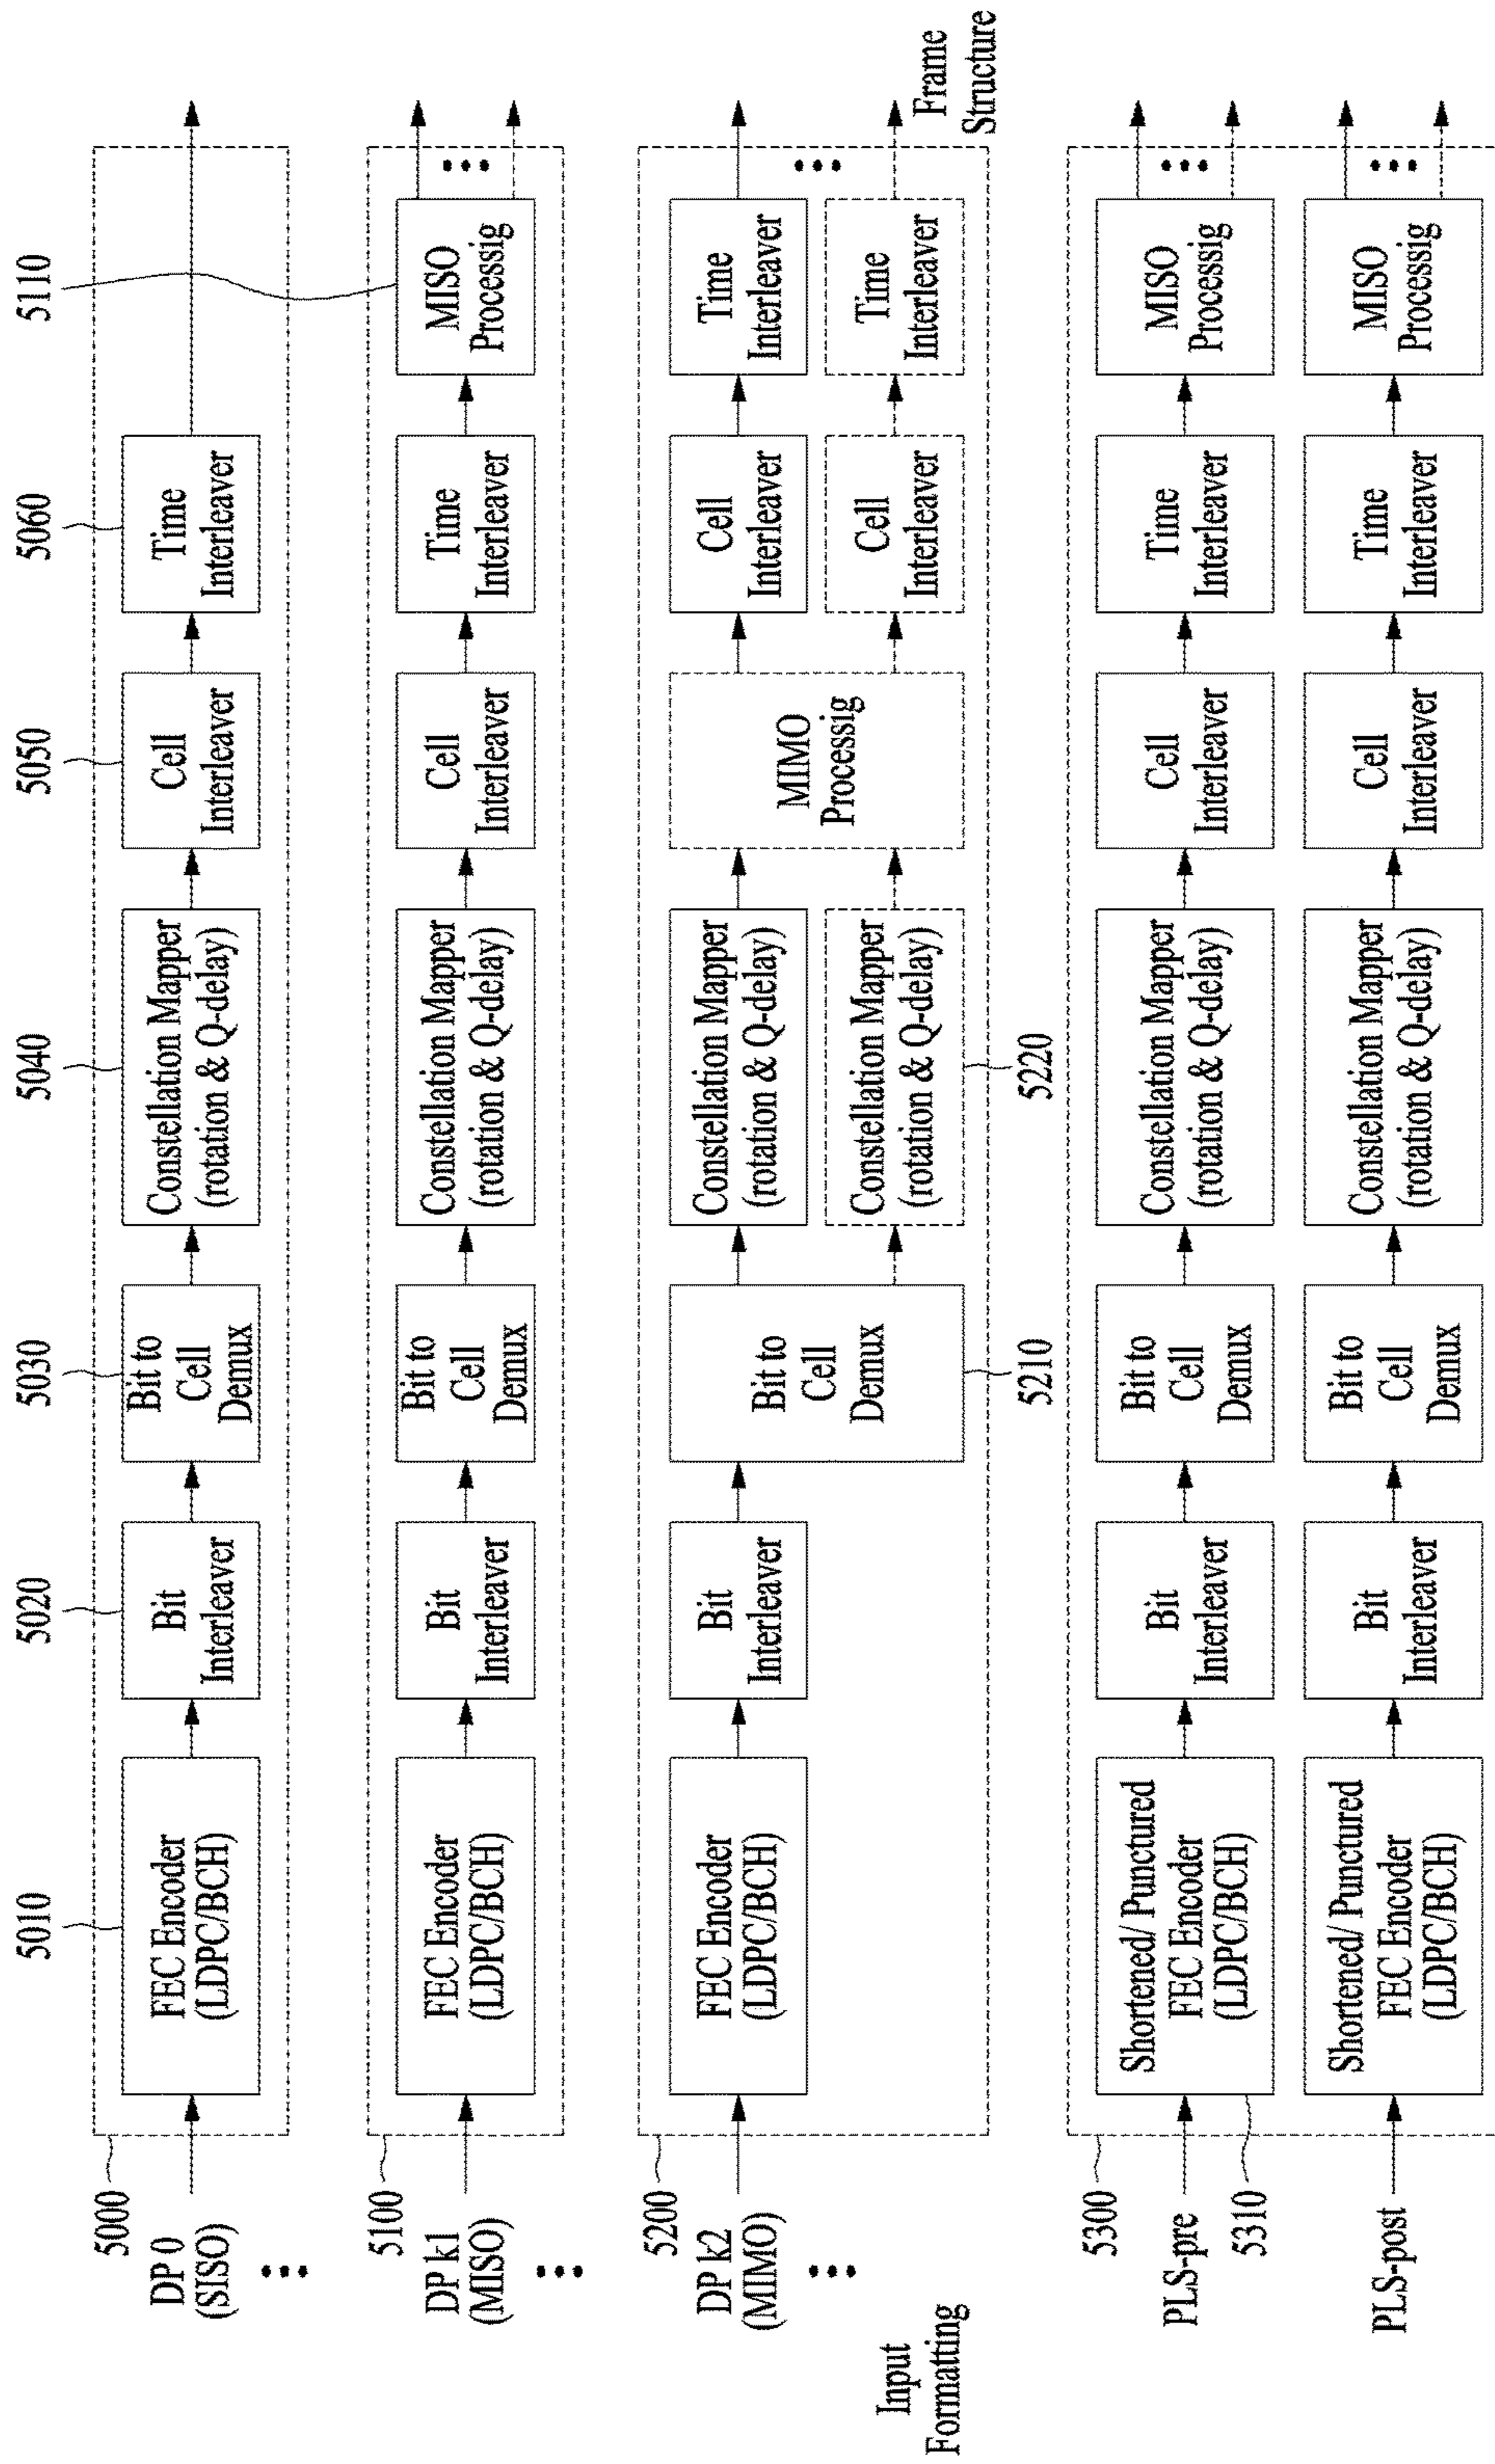 5010
5020
5030
5040
5050
5060
5110
5000
DP 0
(SISO)
FEC Encoder
(LDPC/BCH)
Bit
Interleaver
Bit to
Cell
Demux
Constellation Mapper
(rotation & Q-delay)
Cell
Interleaver
Time
Interleaver
5100
DP k1
(MISO)
FEC Encoder
(LDPC/BCH)
Bit
Interleaver
Bit to
Cell
Demux
Constellation Mapper
(rotation & Q-delay)
Cell
Interleaver
Time
Interleaver
MISO
Processig
5200
DP k2
(MIMO)
FEC Encoder
(LDPC/BCH)
Bit
Interleaver
Bit to
Cell
Demux
Constellation Mapper
(rotation & Q-delay)
Constellation Mapper
(rotation & Q-delay)
MIMO
Processig
Cell
Interleaver
Cell
Interleaver
Time
Interleaver
Time
Interleaver
5210
5220
Input
Formatting
Frame
Structure
5300
PLS-pre
5310
Shortened/ Punctured
FEC Encoder
(LDPC/BCH)
Bit
Interleaver
Bit to
Cell
Demux
Constellation Mapper
(rotation & Q-delay)
Cell
Interleaver
Time
Interleaver
MISO
Processig
PLS-post
Shortened/ Punctured
FEC Encoder
(LDPC/BCH)
Bit
Interleaver
Bit to
Cell
Demux
Constellation Mapper
(rotation & Q-delay)
Cell
Interleaver
Time
Interleaver
MISO
Processig